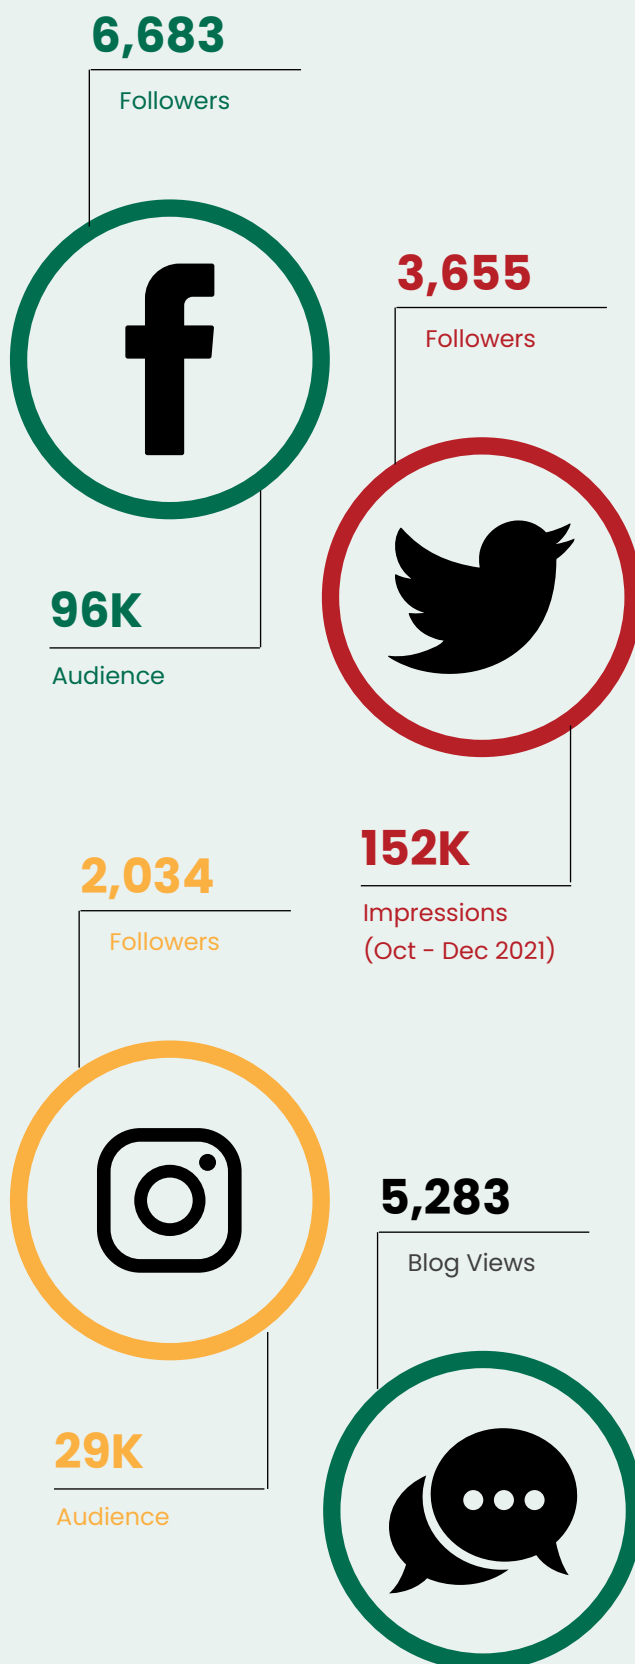 6,683
Followers
3,655
Followers
96K
Audience
152K
Impressions
(Oct - Dec 2021)
2,034
Followers
5,283
Blog Views
29K
Audience